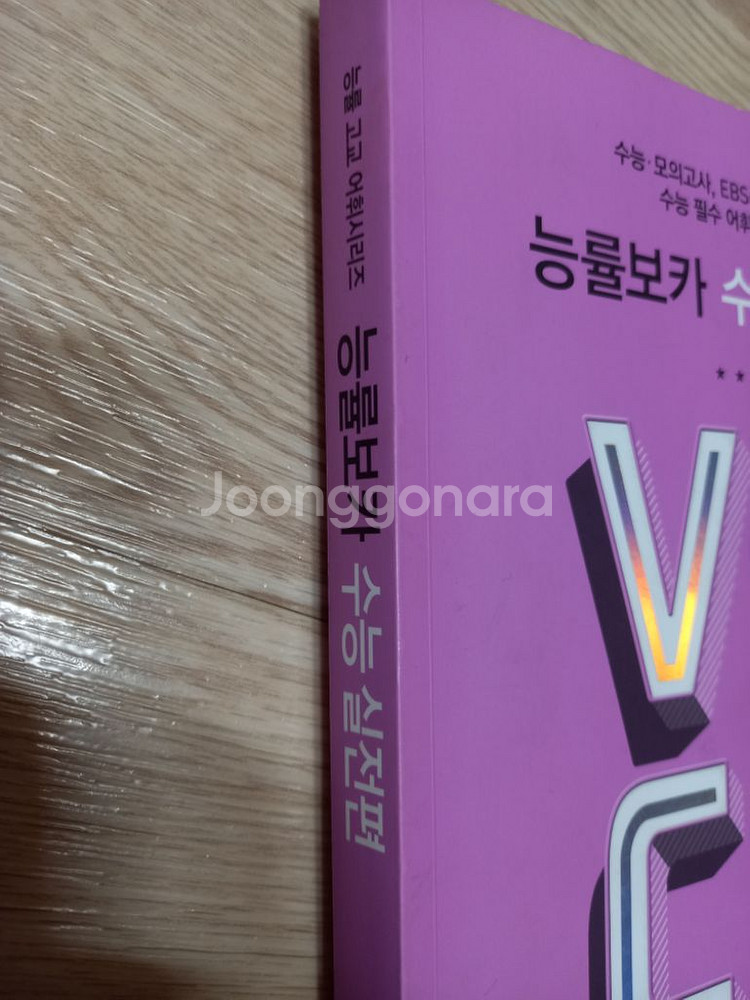 능률 고교 어휘시리즈
능률보카 수능 실전편
수능·모의고사, EBS
수능 필수 어휘
능률보카 수
★ ★
V
Joonggonara